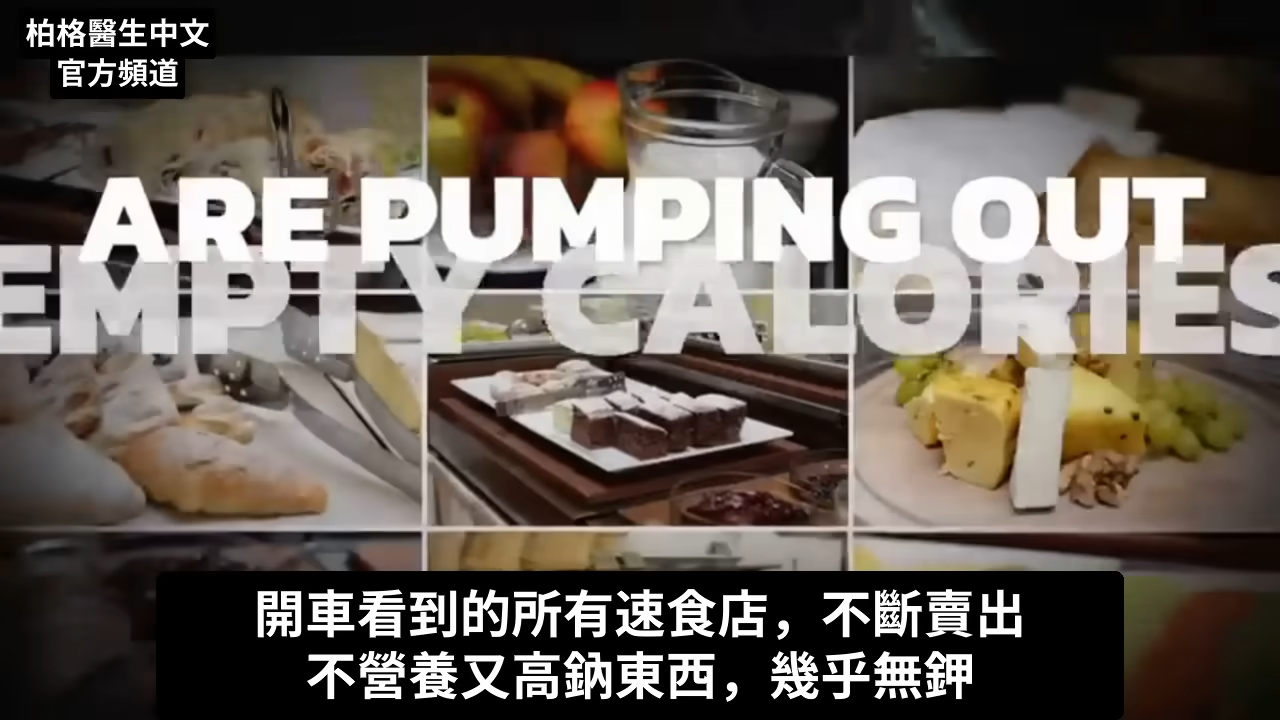 柏格醫生中文
官方頻道
ARE PUMPING OUT
EMPTY CALORIES
開車看到的所有速食店，不斷賣出
不營養又高鈉東西，幾乎無鉀